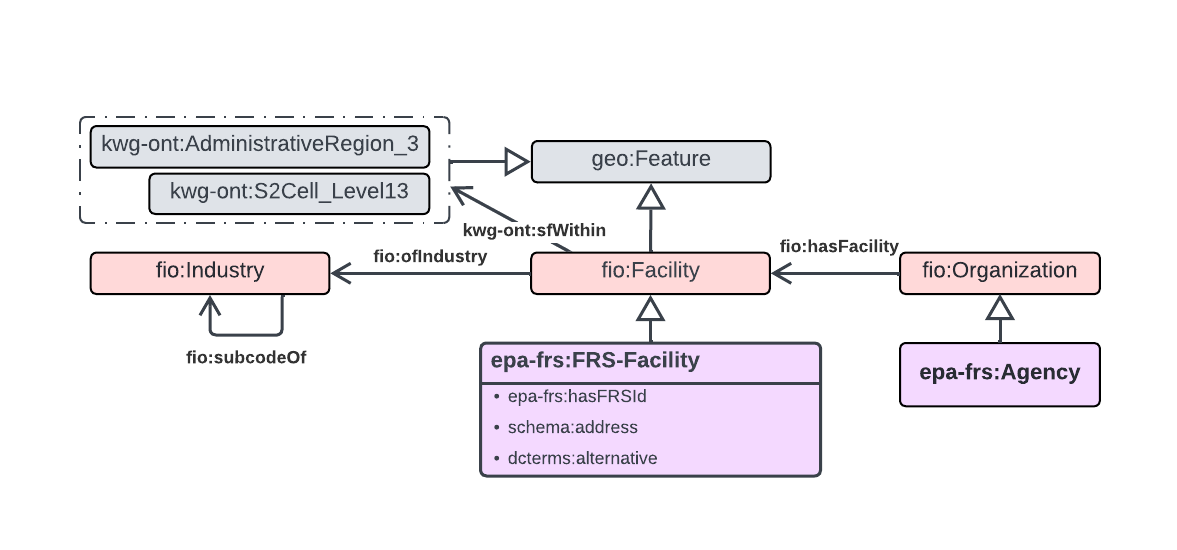 kwg-ont:AdministrativeRegion_3
kwg-ont:S2Cell_Level13
geo:Feature
kwg-ont:sfWithin
fio:ofIndustry
fio:hasFacility
fio:Industry
fio:Facility
fio:Organization
fio:subcodeOf
epa-frs:FRS-Facility
• epa-frs:hasFRSId
• schema:address
• dcterms:alternative
epa-frs:Agency